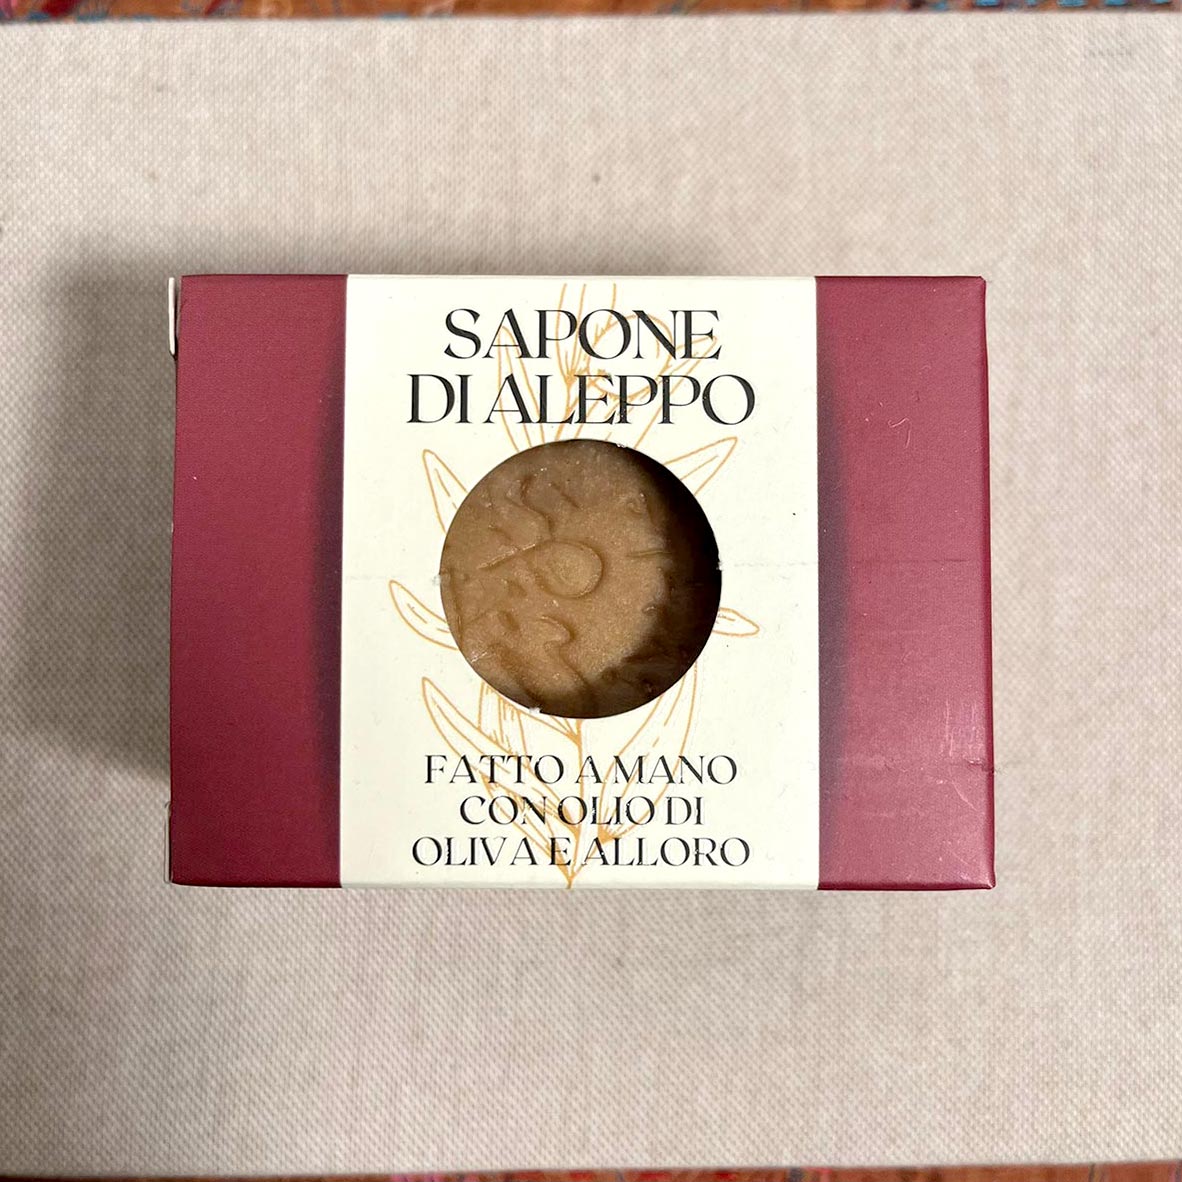 SAPONE
DI ALEPPO
FATTO A MANO
CON OLIO DI
OLIVA E ALLORO